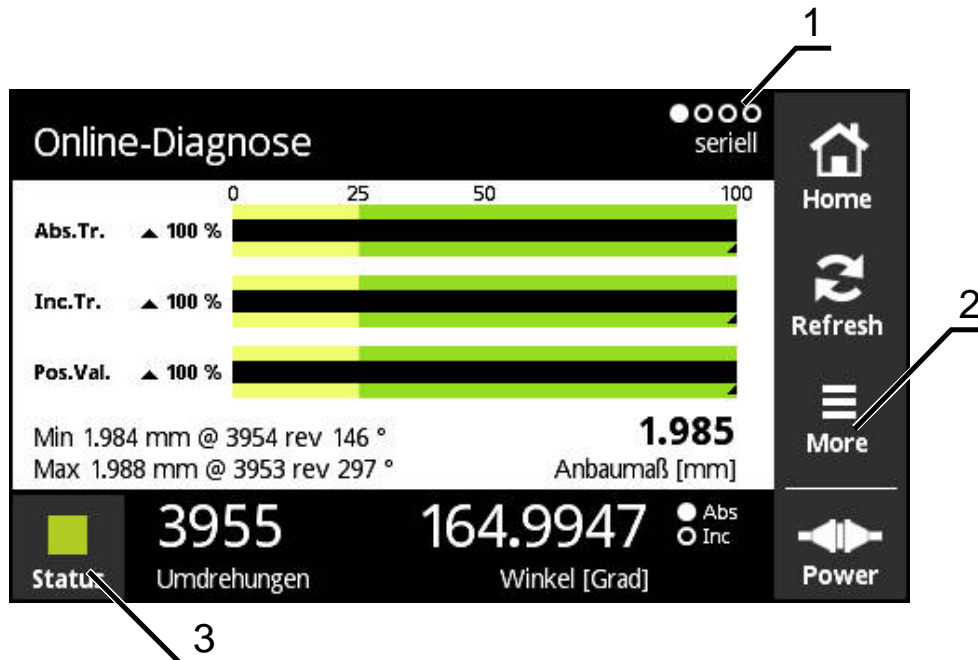 1
Online-Diagnose
seriell
Home
0 25 50 100
Abs.Tr. ▲ 100 %
Inc.Tr. ▲ 100 %
Refresh
2
Pos.Val. ▲ 100 %
Min 1.984 mm @ 3954 rev 146 °
Max 1.988 mm @ 3953 rev 297 °
1.985
Anbaumaß [mm]
More
3955
Umdrehungen
164.9947
Winkel [Grad]
Abs
Inc
Status
Power
3